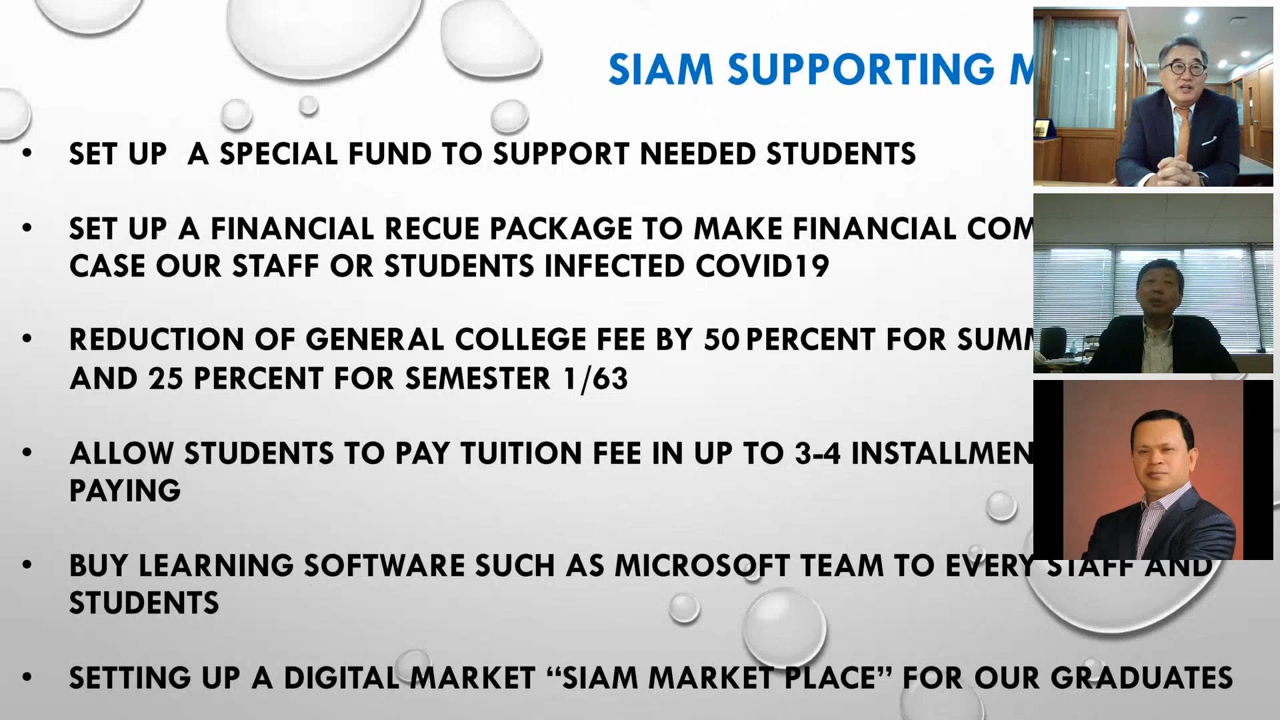 SIAM SUPPORTING
• SET UP A SPECIAL FUND TO SUPPORT NEEDED STUDENTS
• SET UP A FINANCIAL RECUE PACKAGE TO MAKE FINANCIAL
CASE OUR STAFF OR STUDENTS INFECTED COVID19
• REDUCTION OF GENERAL COLLEGE FEE BY 50 PERCENT FOR
AND 25 PERCENT FOR SEMESTER 1/63
• ALLOW STUDENTS TO PAY TUITION FEE IN UP TO 3-4
PAYING
• BUY LEARNING SOFTWARE SUCH AS MICROSOFT TEAM TO EVERY STAFF AND
STUDENTS
• SETTING UP A DIGITAL MARKET “SIAM MARKET PLACE” FOR OUR GRADUATES